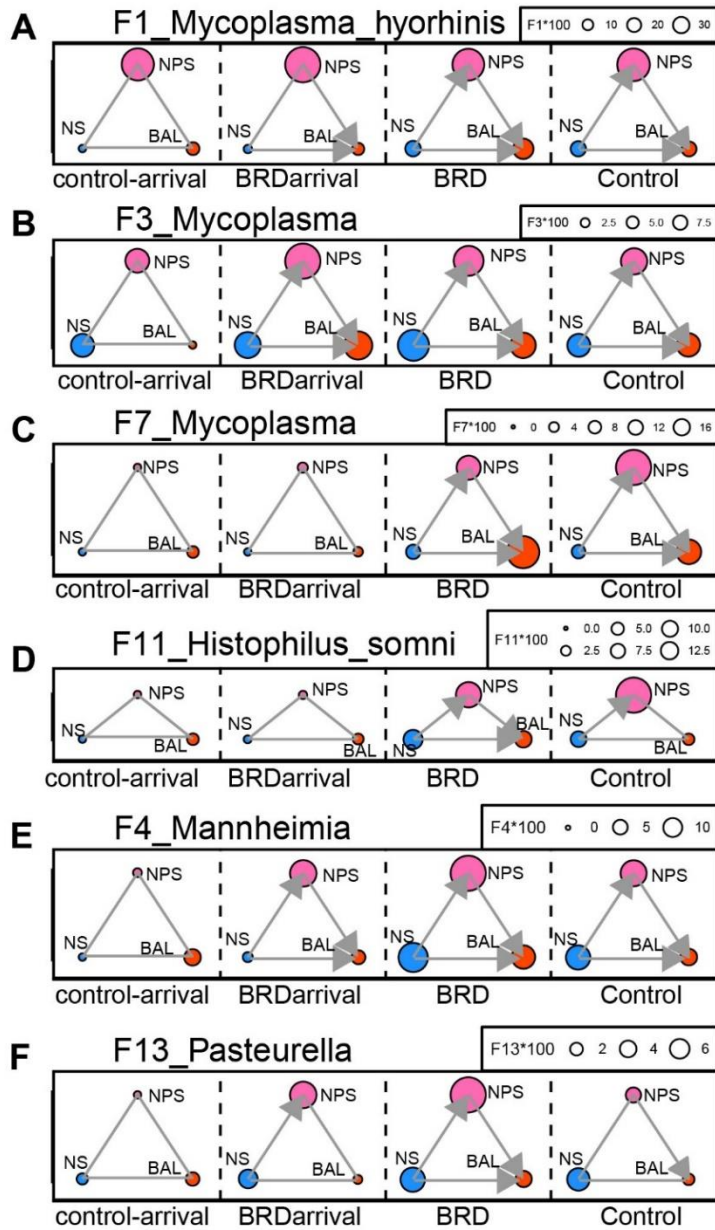 A F1_Mycoplasma_hyorhinis F1*100 10 20 30
NPS NPS NPS NPS
NS BAL NS BAL NS BAL NS BAL
control-arrival BRDarrival BRD Control
B F3_Mycoplasma F3*100 2.5 5.0 7.5
NPS NPS NPS NPS
NS BAL NS BAL NS BAL NS BAL
control-arrival BRDarrival BRD Control
C F7_Mycoplasma F7*100 0 4 8 12 16
NPS NPS NPS NPS
NS BAL NS BAL NS BAL NS BAL
control-arrival BRDarrival BRD Control
D F11_Histophilus_somni F11*100 0.0 5.0 10.0
2.5 7.5 12.5
NPS NPS NPS NPS
NS BAL NS BAL NS BAL NS BAL
control-arrival BRDarrival BRD Control
E F4_Mannheimia F4*100 0 5 10
NPS NPS NPS NPS
NS BAL NS BAL NS BAL NS BAL
control-arrival BRDarrival BRD Control
F F13_Pasteurella F13*100 2 4 6
NPS NPS NPS NPS
NS BAL NS BAL NS BAL NS BAL
control-arrival BRDarrival BRD Control